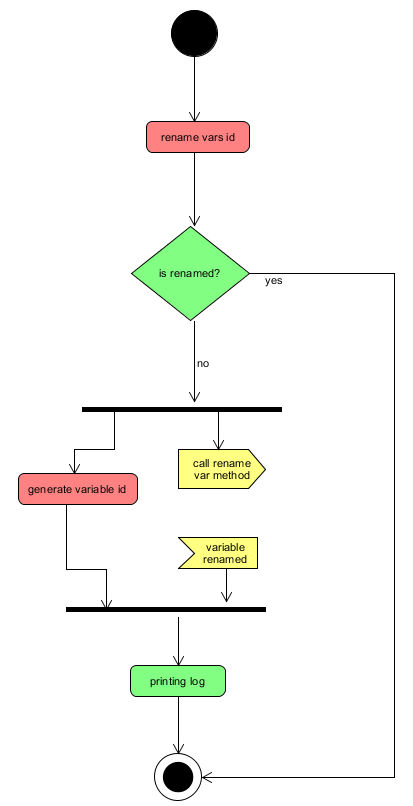 rename vars id
is renamed?
yes
no
call rename
var method
generate variable id
variable
renamed
printing log